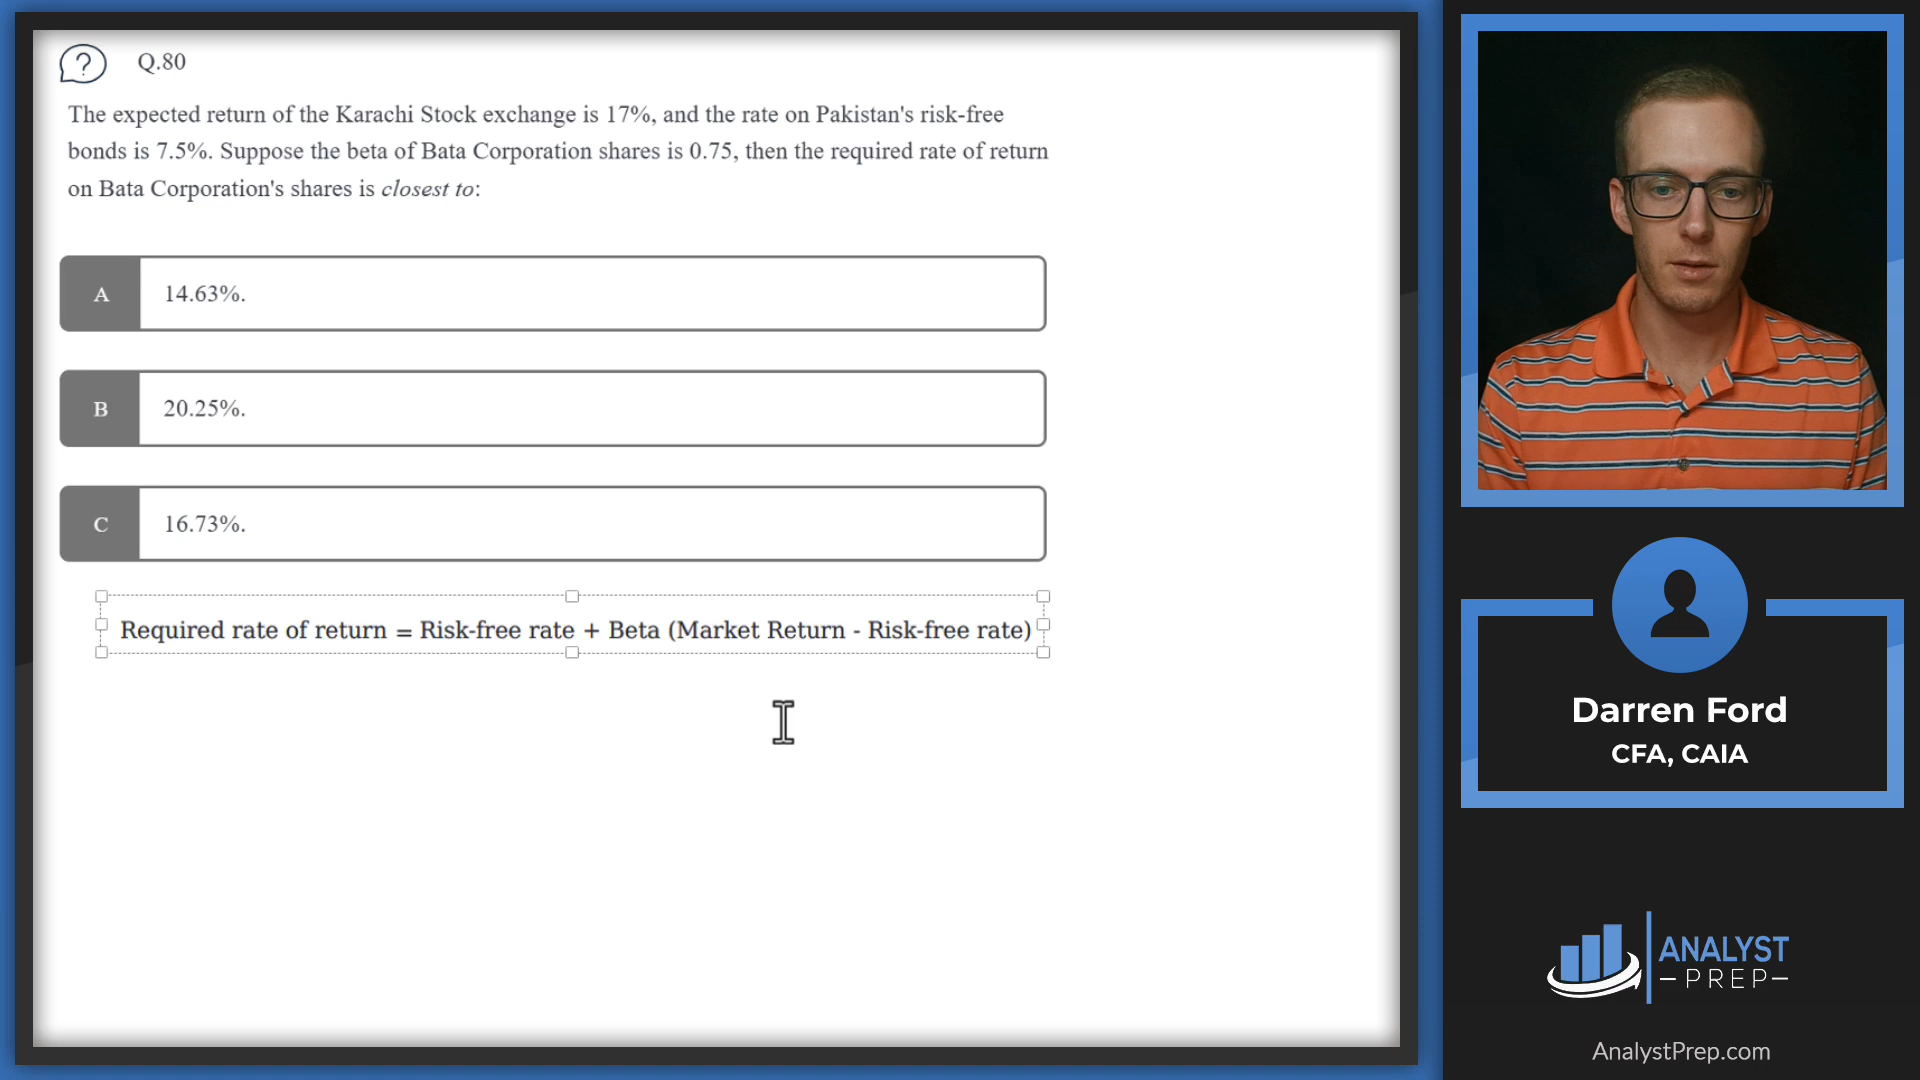 ?
Q.80
The expected return of the Karachi Stock exchange is 17%, and the rate on Pakistan's risk-free
bonds is 7.5%. Suppose the beta of Bata Corporation shares is 0.75, then the required rate of return
on Bata Corporation's shares is closest to:
A
14.63%.
B
20.25%.
C
16.73%.
Required rate of return = Risk-free rate + Beta (Market Return - Risk-free rate)
Darren Ford
CFA, CAIA
ANALYST
PREP
AnalystPrep.com